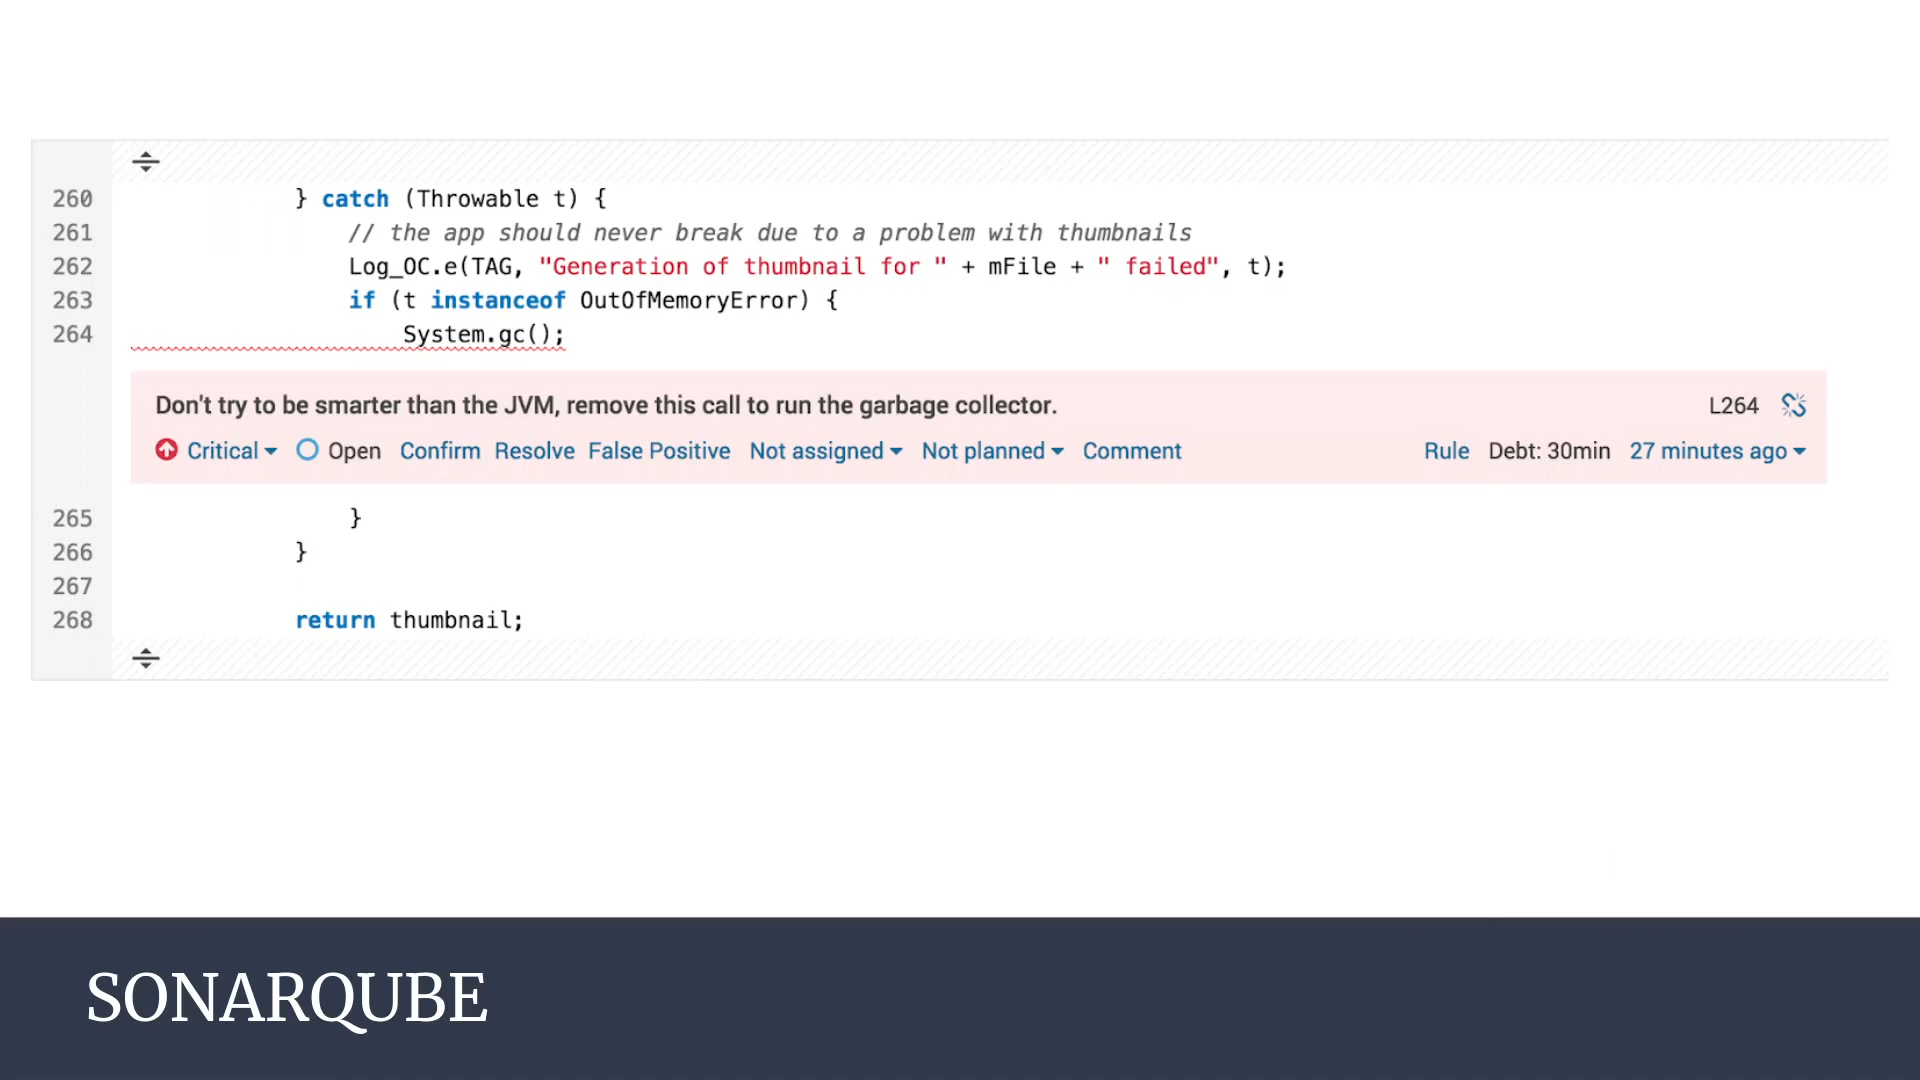 260 } catch (Throwable t) {
261 // the app should never break due to a problem with thumbnails
262 Log_OC.e(TAG, "Generation of thumbnail for " + mFile + " failed", t);
263 if (t instanceof OutOfMemoryError) {
264 System.gc();
Don't try to be smarter than the JVM, remove this call to run the garbage collector. L264
Critical Open Confirm Resolve False Positive Not assigned Not planned Comment Rule Debt: 30min 27 minutes ago
265 }
266 }
267
268 return thumbnail;
SONARQUBE